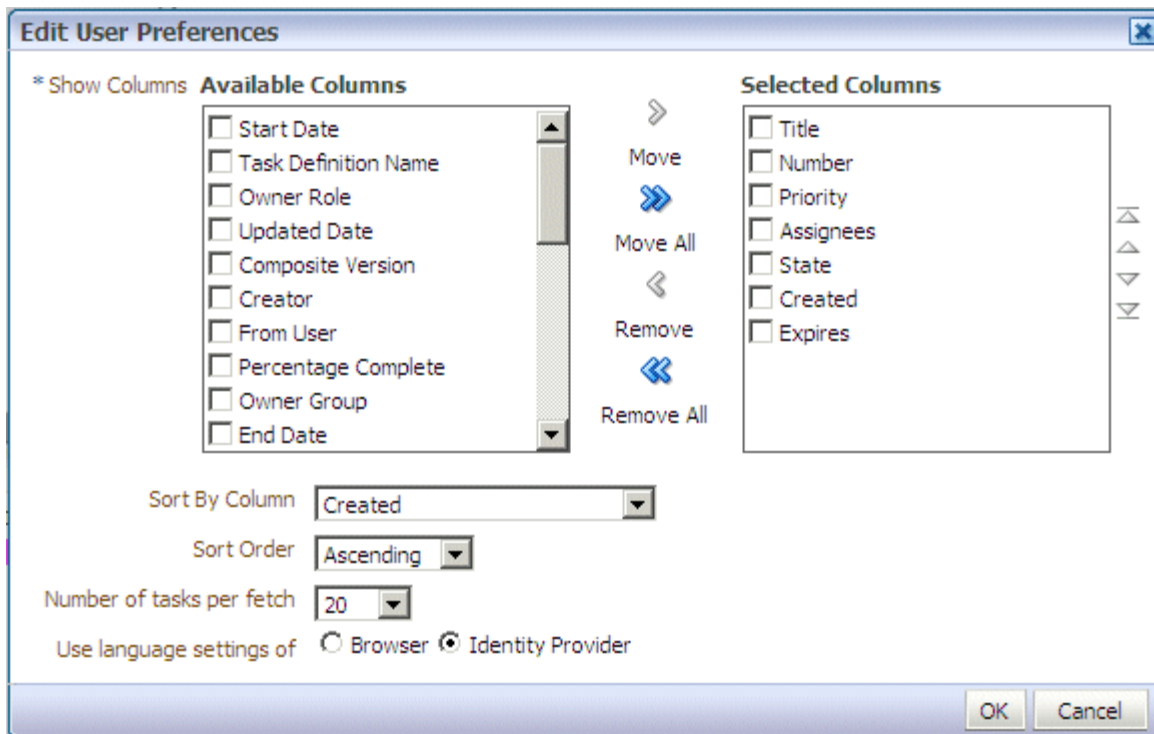 Edit User Preferences
* Show Columns Available Columns
Start Date
Task Definition Name
Owner Role
Updated Date
Composite Version
Creator
From User
Percentage Complete
Owner Group
End Date
Move
Move All
Remove
Remove All
Selected Columns
Title
Number
Priority
Assignees
State
Created
Expires
Sort By Column Created
Sort Order Ascending
Number of tasks per fetch 20
Use language settings of Browser Identity Provider
OK Cancel